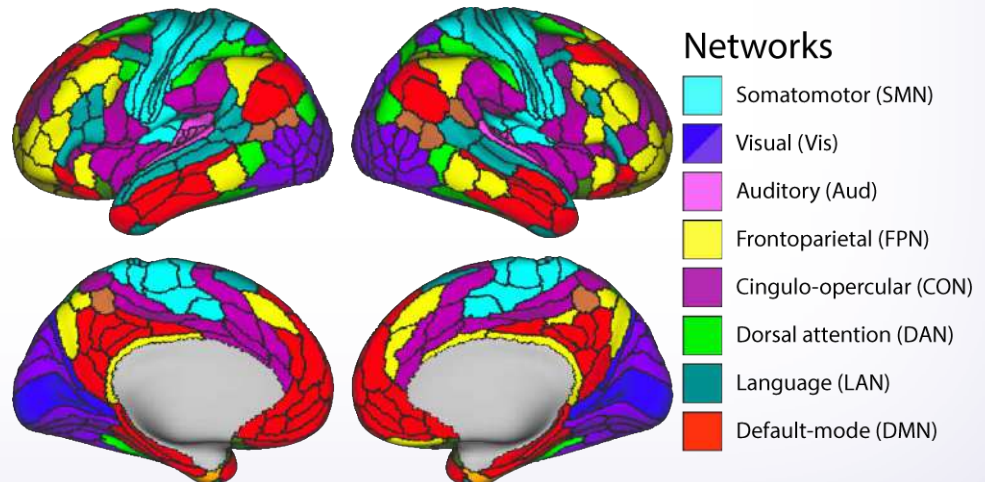 Networks
Somatomotor (SMN)
Visual (Vis)
Auditory (Aud)
Frontoparietal (FPN)
Cingulo-opercular (CON)
Dorsal attention (DAN)
Language (LAN)
Default-mode (DMN)